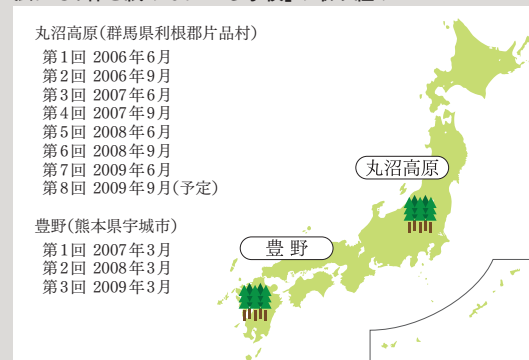 丸沼高原(群馬県利根郡片品村)
第1回 2006年6月
第2回 2006年9月
第3回 2007年6月
第4回 2007年9月
第5回 2008年6月
第6回 2008年9月
第7回 2009年6月
第8回 2009年9月(予定)
豊野(熊本県宇城市)
第1回 2007年3月
第2回 2008年3月
第3回 2009年3月
丸沼高原
豊野